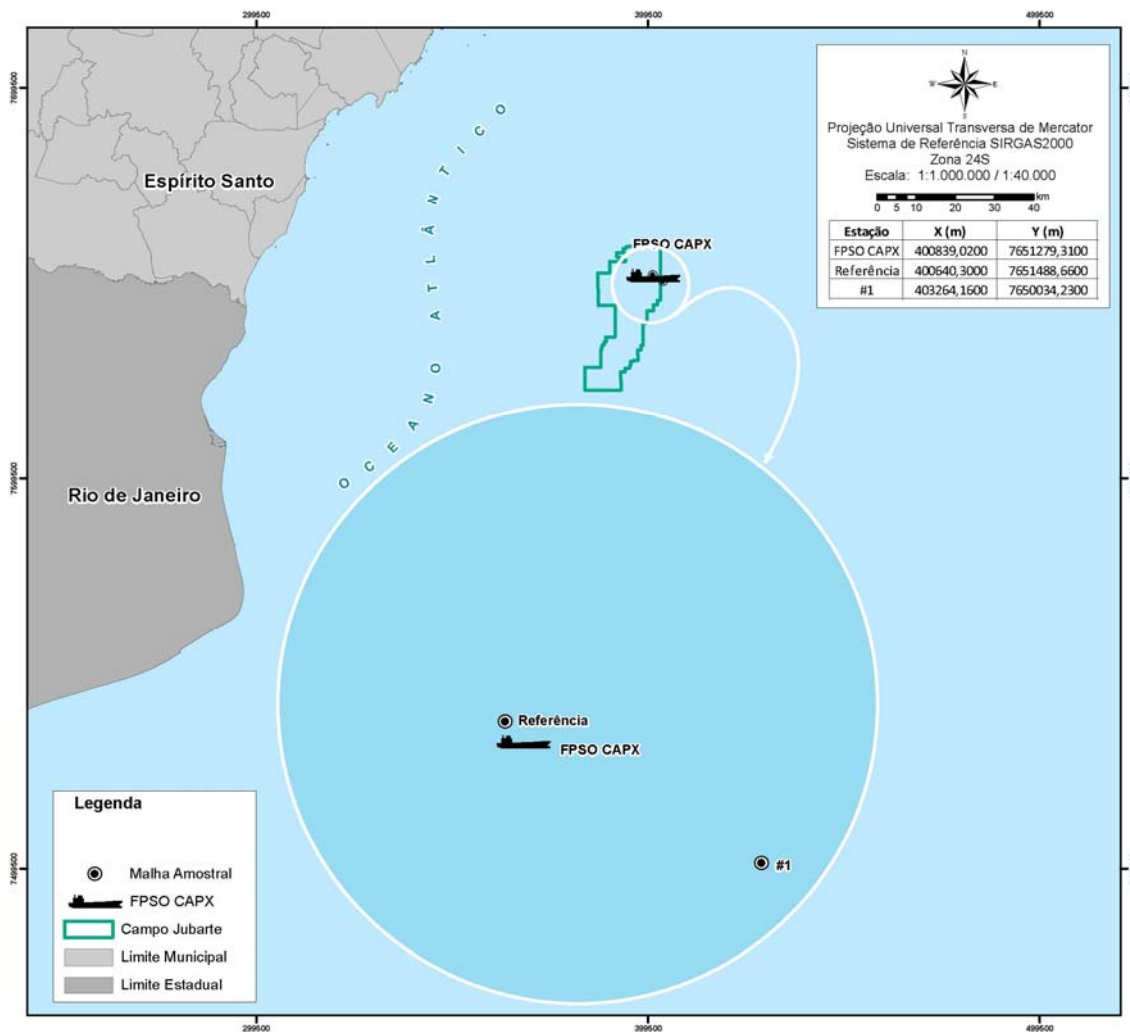 299500 399500 499500
N
W E
S
Projeção Universal Transversa de Mercator
Sistema de Referência SIRGAS2000
Zona 24S
Escala: 1:1.000.000 / 1:40.000
km
0 5 10 20 30 40
Estação X (m) Y (m)
FPSO CAPX 400839,0200 7651279,3100
Referência 400640,3000 7651488,6600
#1 403264,1600 7650034,2300
7699500
Espírito Santo
OCEANO ATLÂNTICO
FPSO CAPX
7599500
Rio de Janeiro
Referência
FPSO CAPX
#1
7499500
Legenda
Malha Amostral
FPSO CAPX
Campo Jubarte
Limite Municipal
Limite Estadual
299500 399500 499500